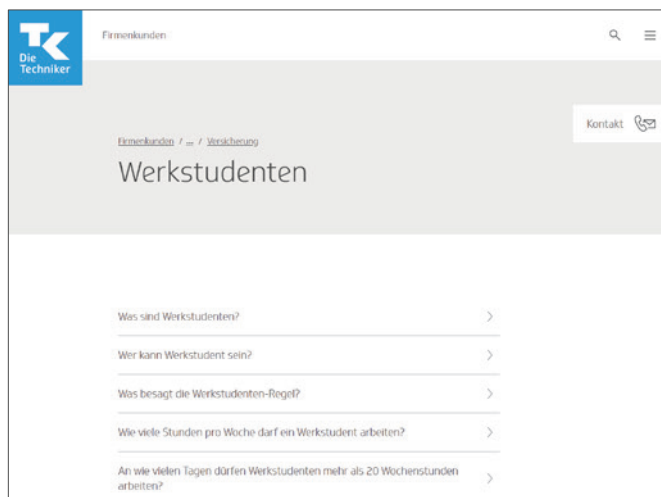 TK
Die
Techniker
Firmenkunden
Kontakt
Firmenkunden / ... / Versicherung
Werkstudenten
Was sind Werkstudenten?
Wer kann Werkstudent sein?
Was besagt die Werkstudenten-Regel?
Wie viele Stunden pro Woche darf ein Werkstudent arbeiten?
An wie vielen Tagen dürfen Werkstudenten mehr als 20 Wochenstunden
arbeiten?